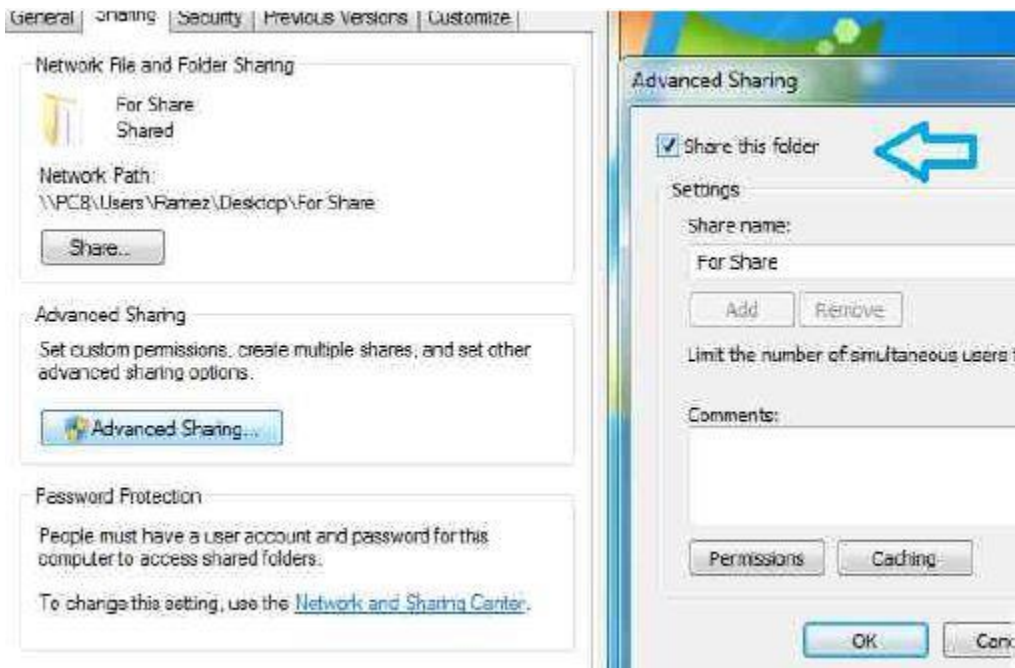 General Sharing Security Previous Versions Customize
Network File and Folder Sharing
For Share
Shared
Network Path:
\\PC8\Users\Ramez\Desktop\For Share
Share...
Advanced Sharing
Set custom permissions, create multiple shares, and set other
advanced sharing options.
Advanced Sharing...
Password Protection
People must have a user account and password for this
computer to access shared folders.
To change this setting, use the Network and Sharing Center.
Advanced Sharing
Share this folder
Settings
Share name:
For Share
Add Remove
Limit the number of simultaneous users
Comments:
Permissions Caching
OK